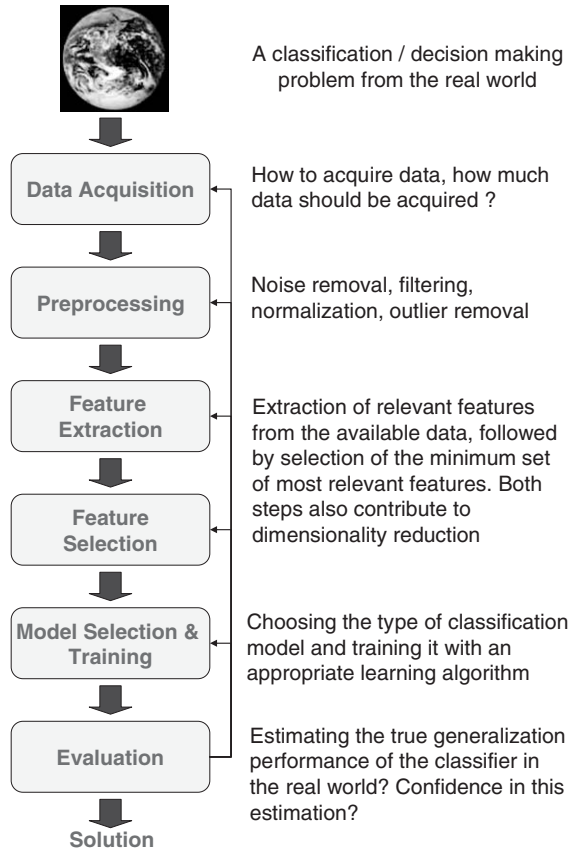 A classification / decision making
problem from the real world
Data Acquisition
How to acquire data, how much
data should be acquired ?
Preprocessing
Noise removal, filtering,
normalization, outlier removal
Feature
Extraction
Extraction of relevant features
from the available data, followed
by selection of the minimum set
of most relevant features. Both
steps also contribute to
dimensionality reduction
Feature
Selection
Model Selection &
Training
Choosing the type of classification
model and training it with an
appropriate learning algorithm
Evaluation
Estimating the true generalization
performance of the classifier in
the real world? Confidence in this
estimation?
Solution